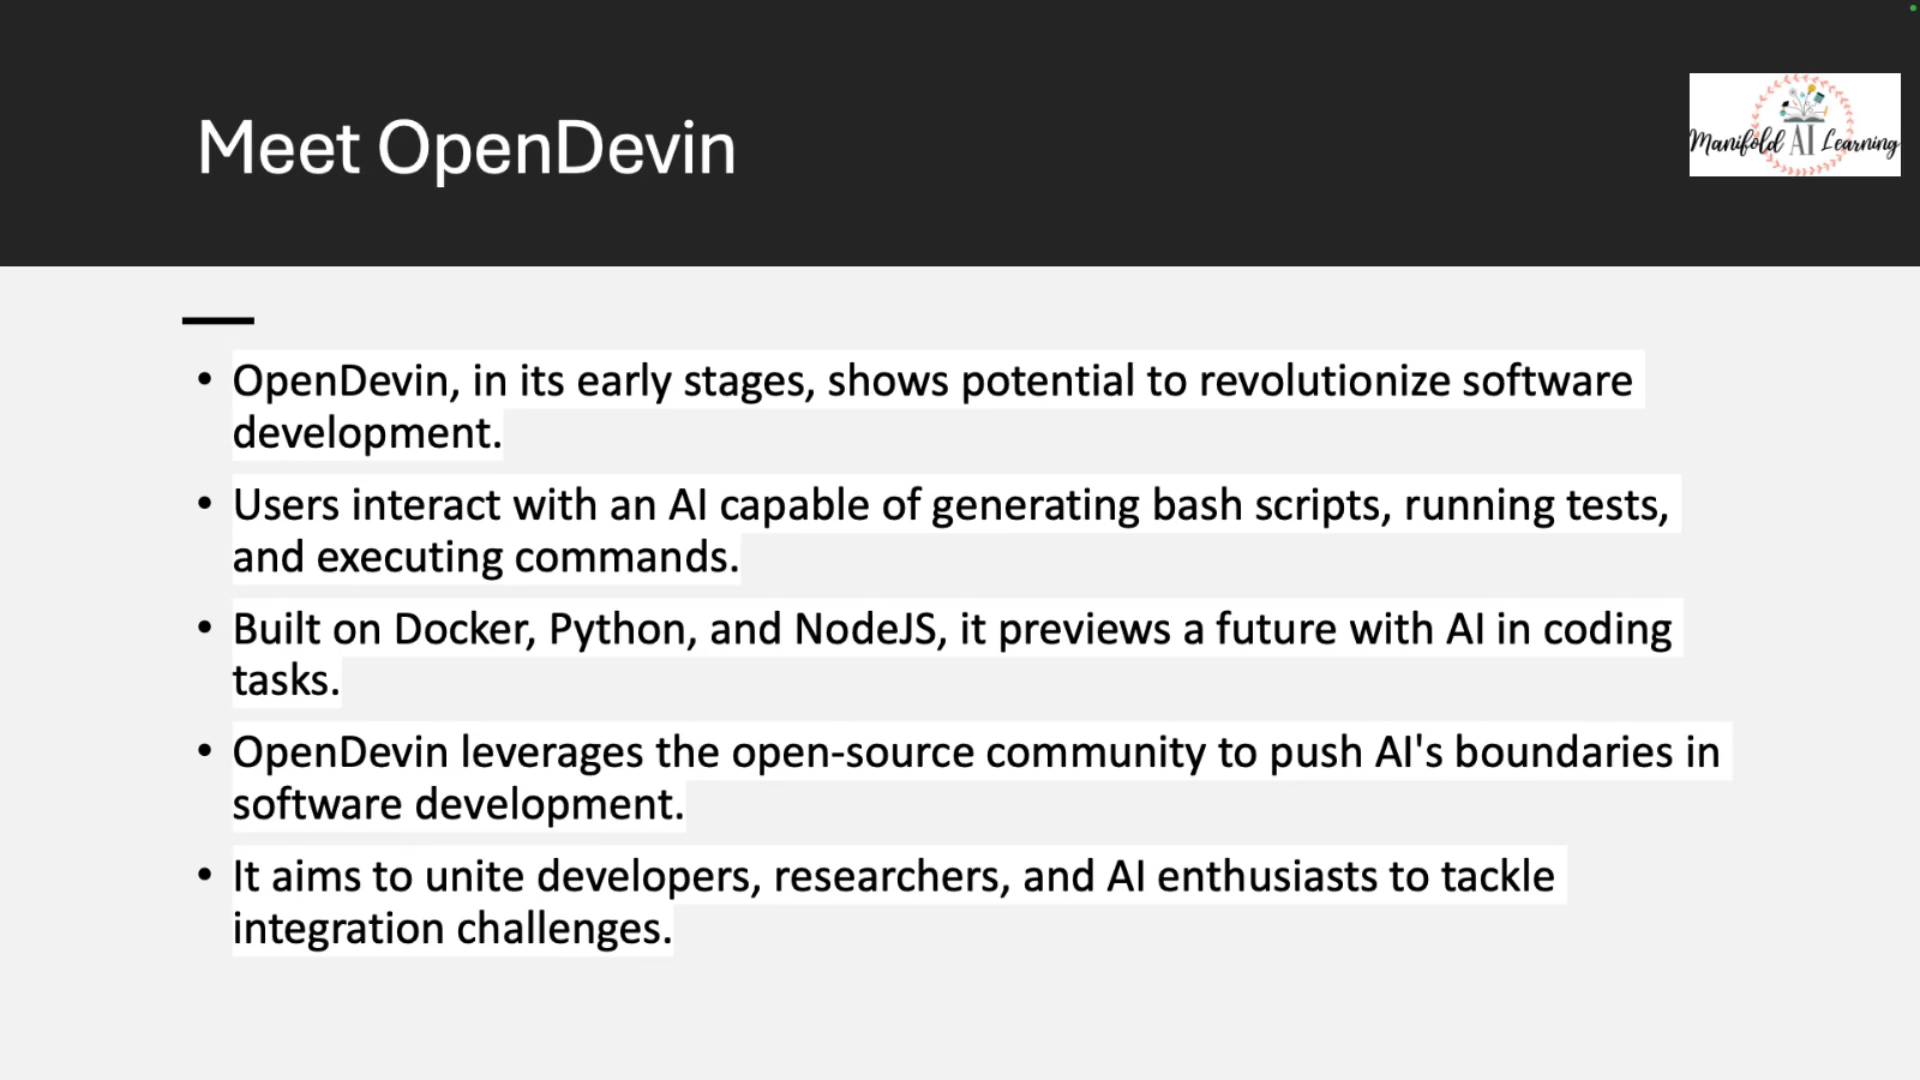 Meet OpenDevin
Manifold AI Learning
• OpenDevin, in its early stages, shows potential to revolutionize software
development.
• Users interact with an AI capable of generating bash scripts, running tests,
and executing commands.
• Built on Docker, Python, and NodeJS, it previews a future with AI in coding
tasks.
• OpenDevin leverages the open-source community to push AI's boundaries in
software development.
• It aims to unite developers, researchers, and AI enthusiasts to tackle
integration challenges.